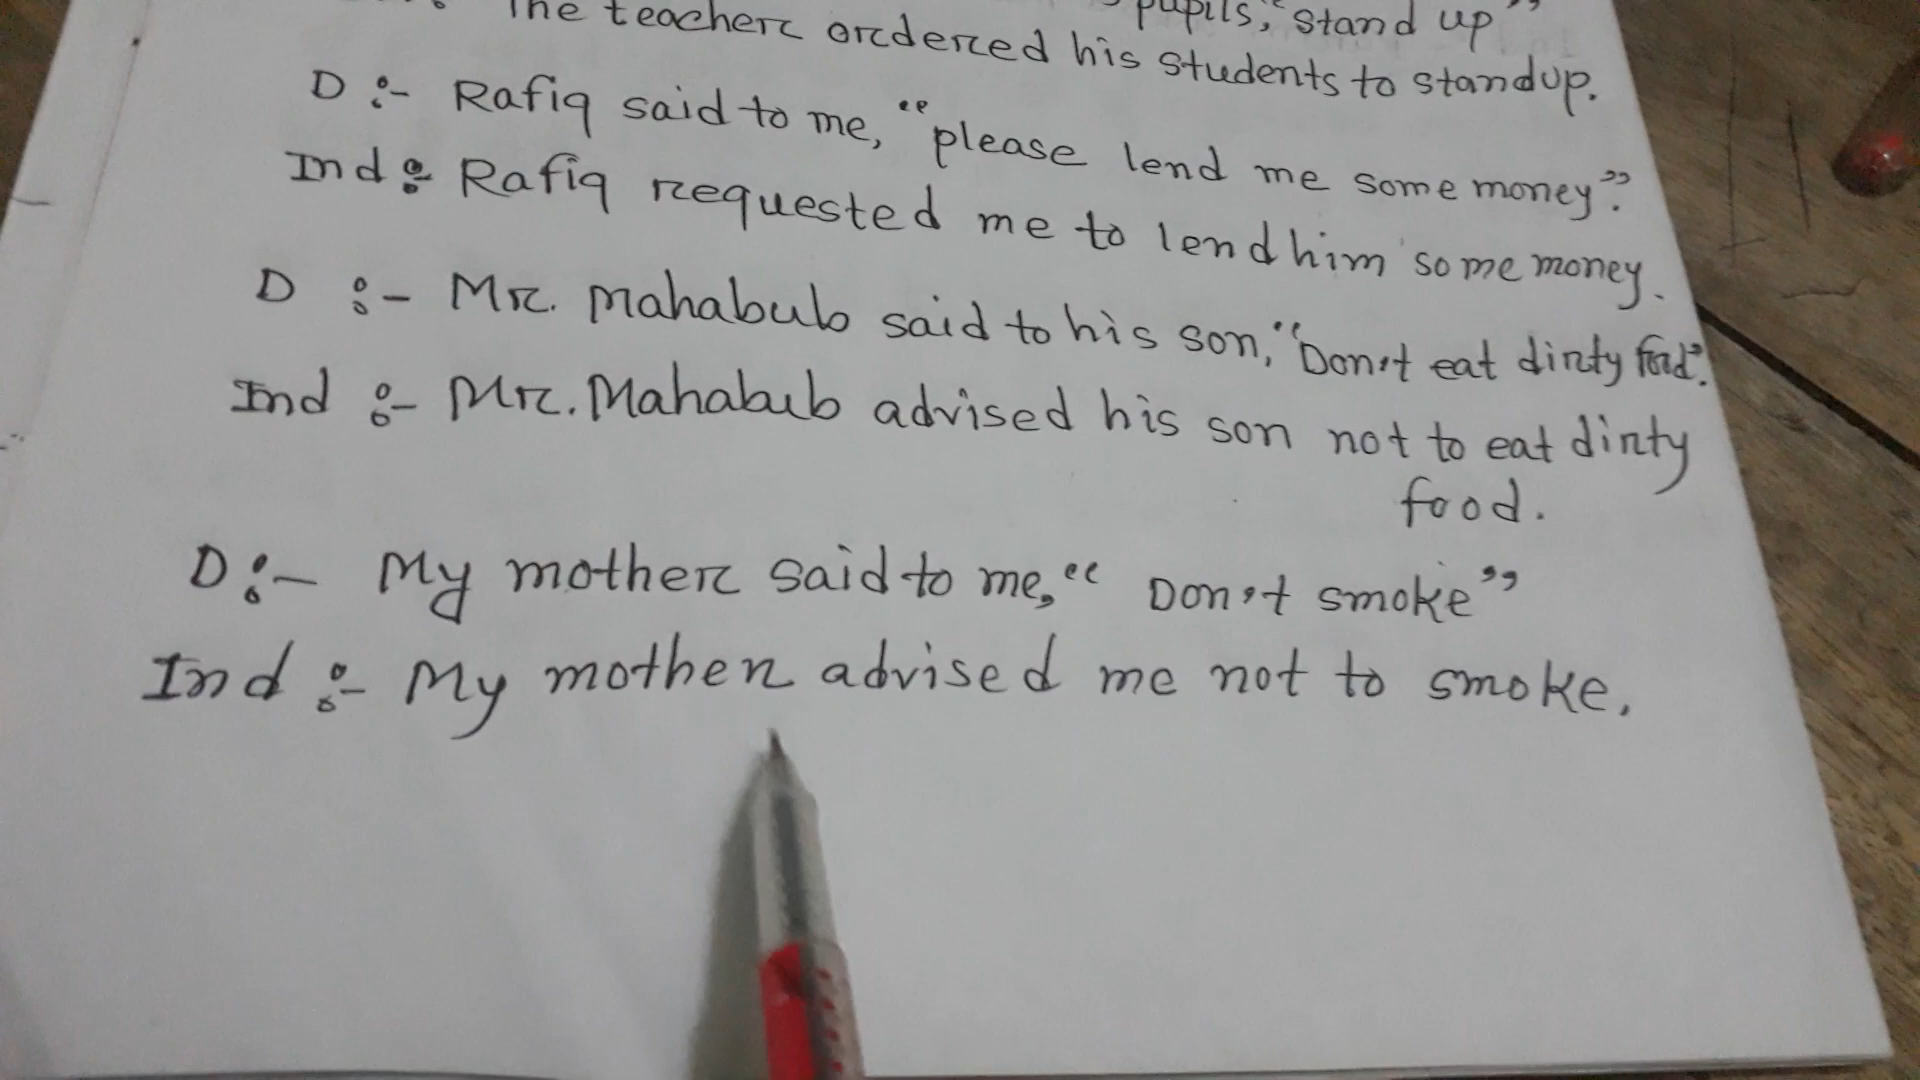 pupils, "stand up"
The teacher ordered his students to standup.
D :- Rafiq said to me, "please lend me some money".
Ind :- Rafiq requested me to lend him some money.
D :- Mr. Mahabub said to his son, "Don't eat dirty food".
Ind :- Mr. Mahabub advised his son not to eat dirty
food.
D :- My mother said to me, "Don't smoke"
Ind :- My mother advised me not to smoke.